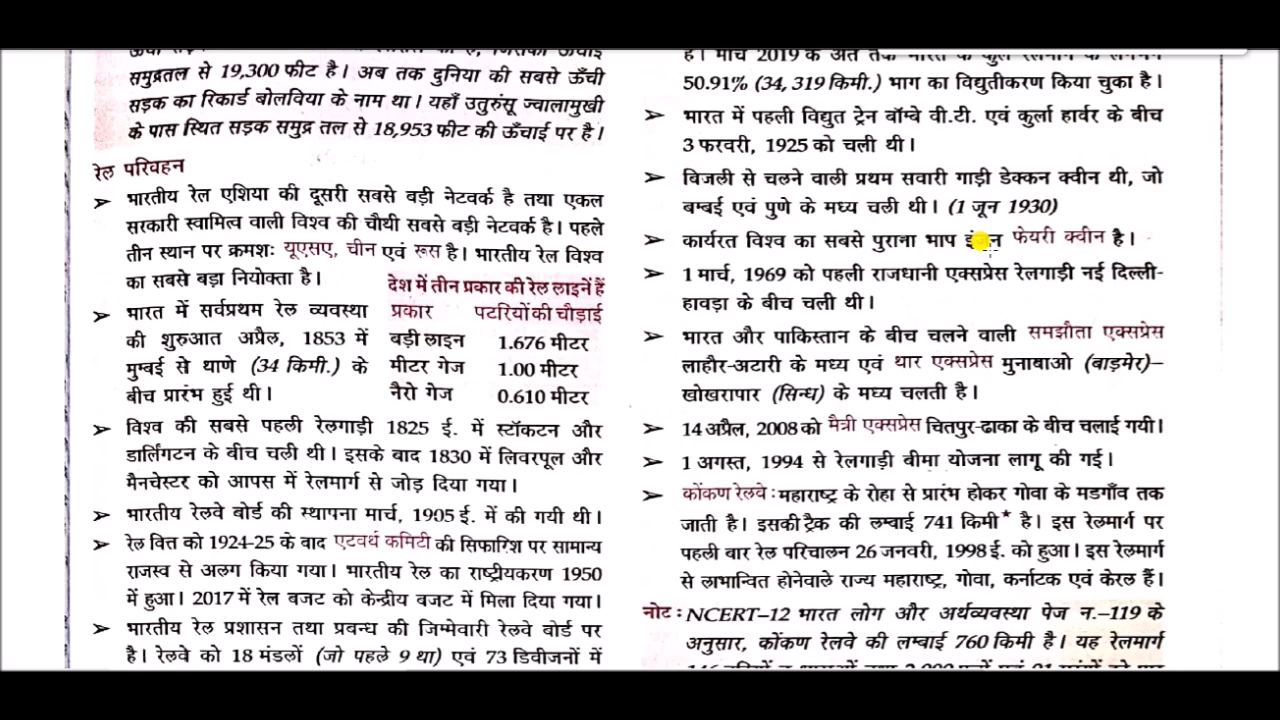 समुद्रतल से 19,300 फीट है। अब तक दुनिया की सबसे ऊँची
सड़क का रिकार्ड बोलविया के नाम था। यहाँ उतुरुंसू ज्वालामुखी
के पास स्थित सड़क समुद्र तल से 18,953 फीट की ऊँचाई पर है।
रेल परिवहन
➢ भारतीय रेल एशिया की दूसरी सबसे बड़ी नेटवर्क है तथा एकल
सरकारी स्वामित्व वाली विश्व की चौथी सबसे बड़ी नेटवर्क है। पहले
तीन स्थान पर क्रमशः यूएसए, चीन एवं रूस है। भारतीय रेल विश्व
का सबसे बड़ा नियोक्ता है।
➢ भारत में सर्वप्रथम रेल व्यवस्था
की शुरुआत अप्रैल, 1853 में
मुम्बई से थाणे (34 किमी.) के
बीच प्रारंभ हुई थी।
देश में तीन प्रकार की रेल लाइनें हैं
प्रकार पटरियों की चौड़ाई
बड़ी लाइन 1.676 मीटर
मीटर गेज 1.00 मीटर
नैरो गेज 0.610 मीटर
➢ विश्व की सबसे पहली रेलगाड़ी 1825 ई. में स्टॉकटन और
डार्लिंगटन के बीच चली थी। इसके बाद 1830 में लिवरपूल और
मैनचेस्टर को आपस में रेलमार्ग से जोड़ दिया गया।
➢ भारतीय रेलवे बोर्ड की स्थापना मार्च, 1905 ई. में की गयी थी।
➢ रेल वित्त को 1924-25 के बाद एटवर्थ कमिटी की सिफारिश पर सामान्य
राजस्व से अलग किया गया। भारतीय रेल का राष्ट्रीयकरण 1950
में हुआ। 2017 में रेल बजट को केन्द्रीय बजट में मिला दिया गया।
➢ भारतीय रेल प्रशासन तथा प्रबन्ध की जिम्मेवारी रेलवे बोर्ड पर
है। रेलवे को 18 मंडलों (जो पहले 9 था) एवं 73 डिवीजनों में
है। मार्च 2019 के अंत तक भारत के कुल रेलमार्ग के लगभग
50.91% (34, 319 किमी.) भाग का विद्युतीकरण किया चुका है।
➢ भारत में पहली विद्युत ट्रेन बॉम्बे वी.टी. एवं कुर्ला हार्वर के बीच
3 फरवरी, 1925 को चली थी।
➢ बिजली से चलने वाली प्रथम सवारी गाड़ी डेक्कन क्वीन थी, जो
बम्बई एवं पुणे के मध्य चली थी। (1 जून 1930)
➢ कार्यरत विश्व का सबसे पुराना भाप फेयरी क्वीन है।
➢ 1 मार्च, 1969 को पहली राजधानी एक्सप्रेस रेलगाड़ी नई दिल्ली-
हावड़ा के बीच चली थी।
➢ भारत और पाकिस्तान के बीच चलने वाली समझौता एक्सप्रेस
लाहौर-अटारी के मध्य एवं थार एक्सप्रेस मुनाबाओ (बाड़मेर)–
खोखरापार (सिन्ध) के मध्य चलती है।
➢ 14 अप्रैल, 2008 को मैत्री एक्सप्रेस चितपुर-ढाका के बीच चलाई गयी।
➢ 1 अगस्त, 1994 से रेलगाड़ी बीमा योजना लागू की गई।
➢ कोंकण रेलवे : महाराष्ट्र के रोहा से प्रारंभ होकर गोवा के मडगाँव तक
जाती है। इसकी ट्रैक की लम्बाई 741 किमी★ है। इस रेलमार्ग पर
पहली बार रेल परिचालन 26 जनवरी, 1998 ई. को हुआ। इस रेलमार्ग
से लाभान्वित होनेवाले राज्य महाराष्ट्र, गोवा, कर्नाटक एवं केरल हैं।
नोट : NCERT–12 भारत लोग और अर्थव्यवस्था पेज न.–119 के
अनुसार, कोंकण रेलवे की लम्बाई 760 किमी है। यह रेलमार्ग